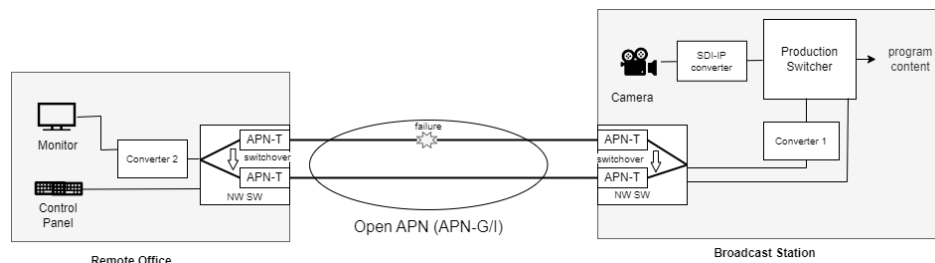 Monitor
Converter 2
Control
Panel
APN-T
switchover
APN-T
NW SW
Remote Office
failure
Open APN (APN-G/I)
APN-T
switchover
APN-T
NW SW
Camera
SDI-IP
converter
Production
Switcher
program
content
Converter 1
Broadcast Station